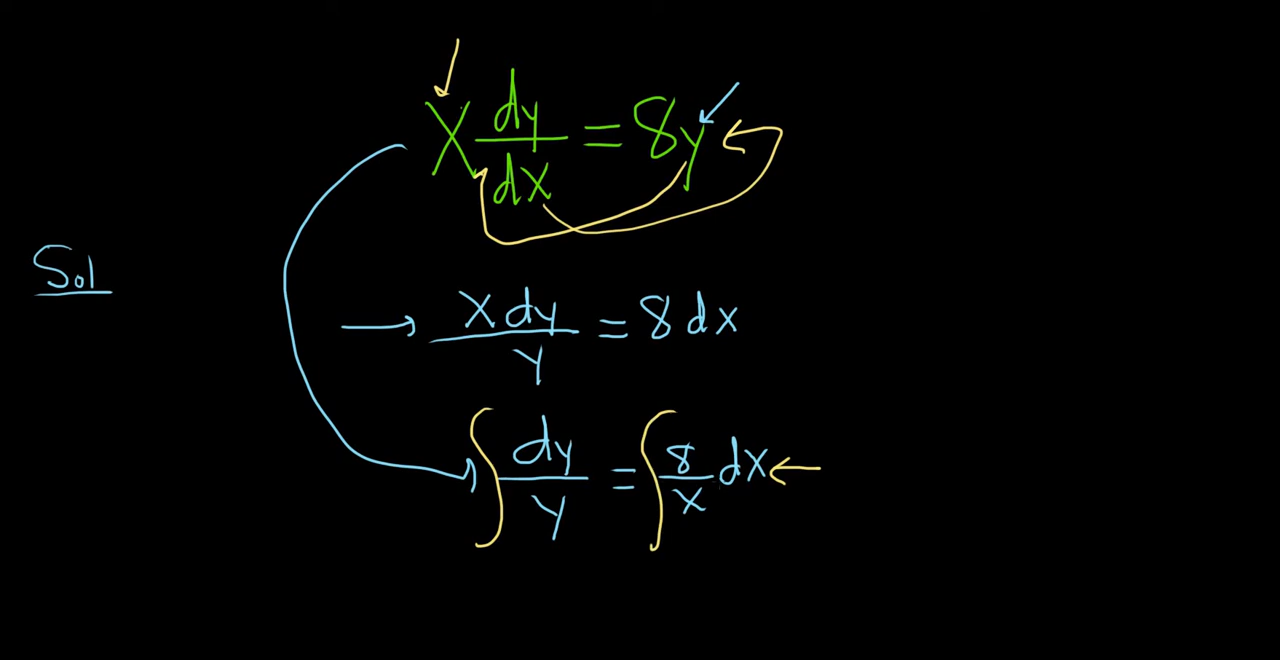 x dy/dx = 8y
Sol
→ x dy/y = 8 dx
∫ dy/y = ∫ 8/x dx